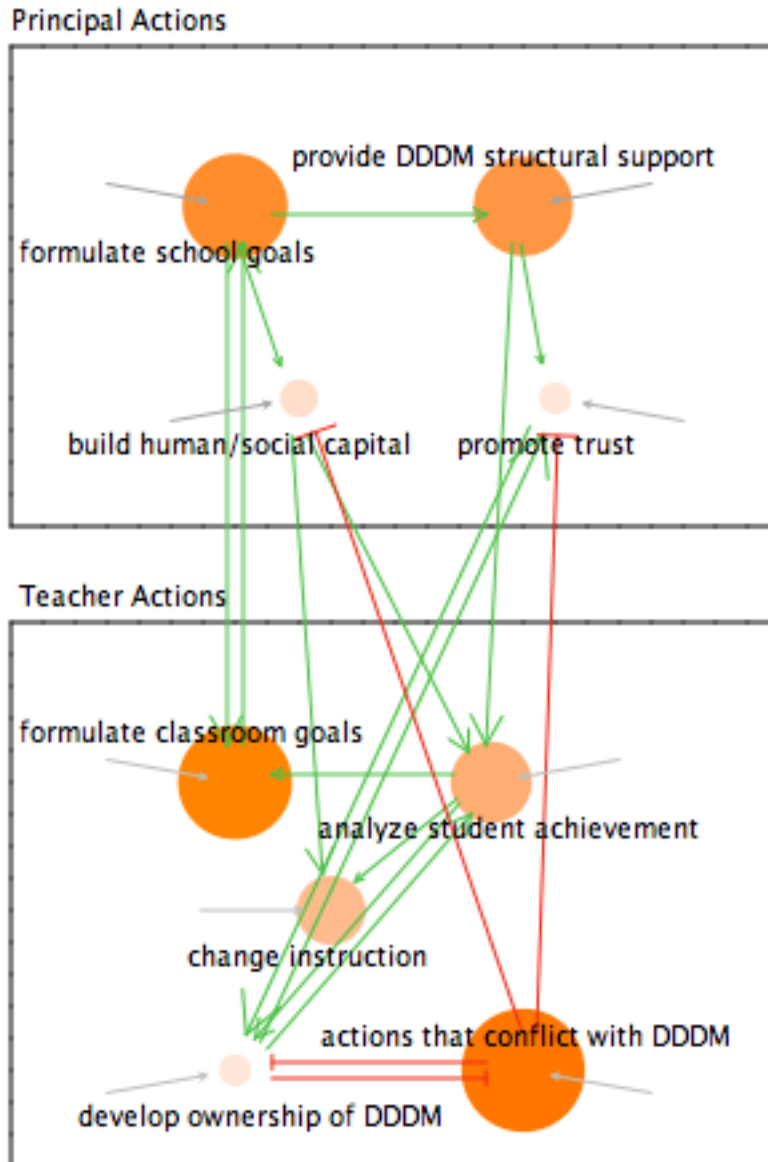 Principal Actions
provide DDDM structural support
formulate school goals
build human/social capital
promote trust
Teacher Actions
formulate classroom goals
analyze student achievement
change instruction
actions that conflict with DDDM
develop ownership of DDDM